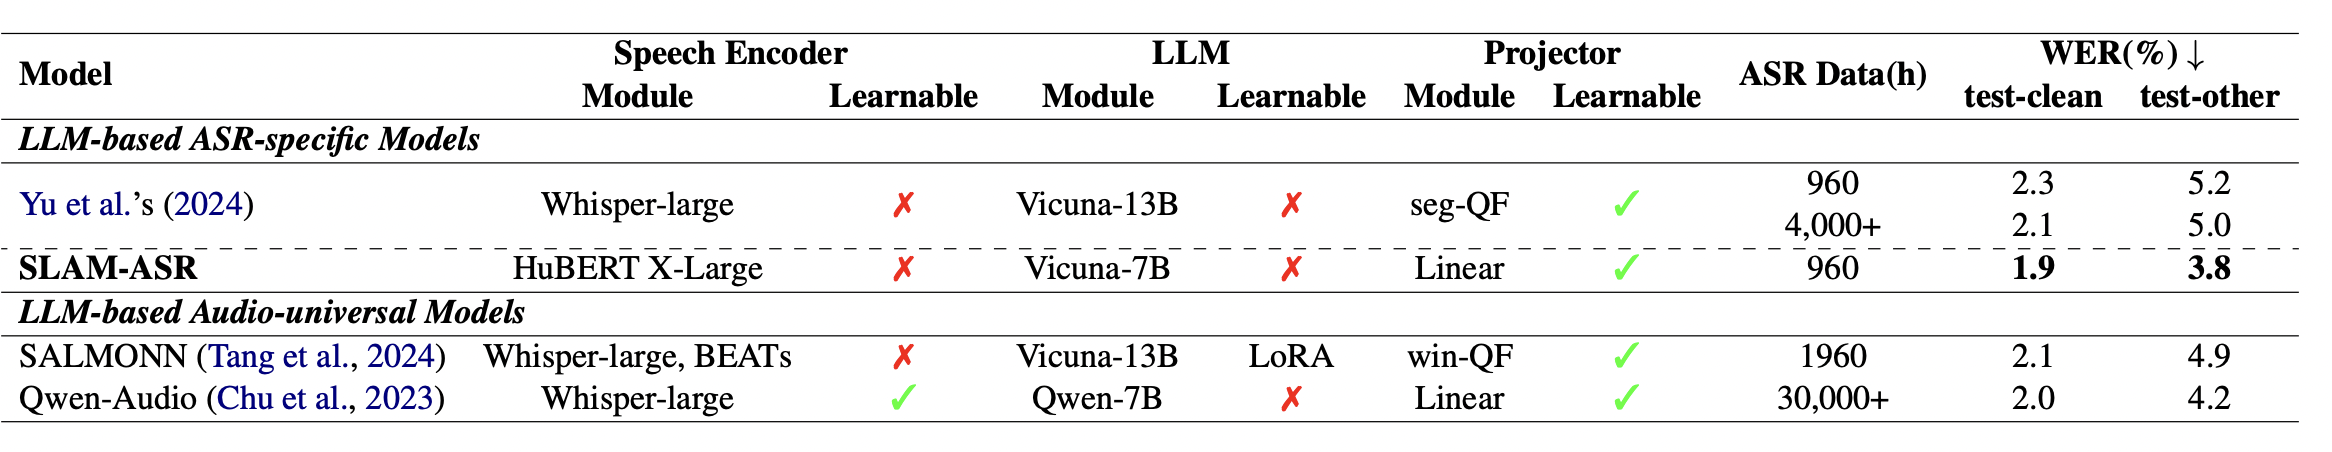 Model Speech Encoder LLM Projector ASR Data(h) WER(%) ↓
Module Learnable Module Learnable Module Learnable test-clean test-other
LLM-based ASR-specific Models
Yu et al.'s (2024) Whisper-large ✗ Vicuna-13B ✗ seg-QF ✓ 960 2.3 5.2
4,000+ 2.1 5.0
SLAM-ASR HuBERT X-Large ✗ Vicuna-7B ✗ Linear ✓ 960 1.9 3.8
LLM-based Audio-universal Models
SALMONN (Tang et al., 2024) Whisper-large, BEATs ✗ Vicuna-13B LoRA win-QF ✓ 1960 2.1 4.9
Qwen-Audio (Chu et al., 2023) Whisper-large ✓ Qwen-7B ✗ Linear ✓ 30,000+ 2.0 4.2